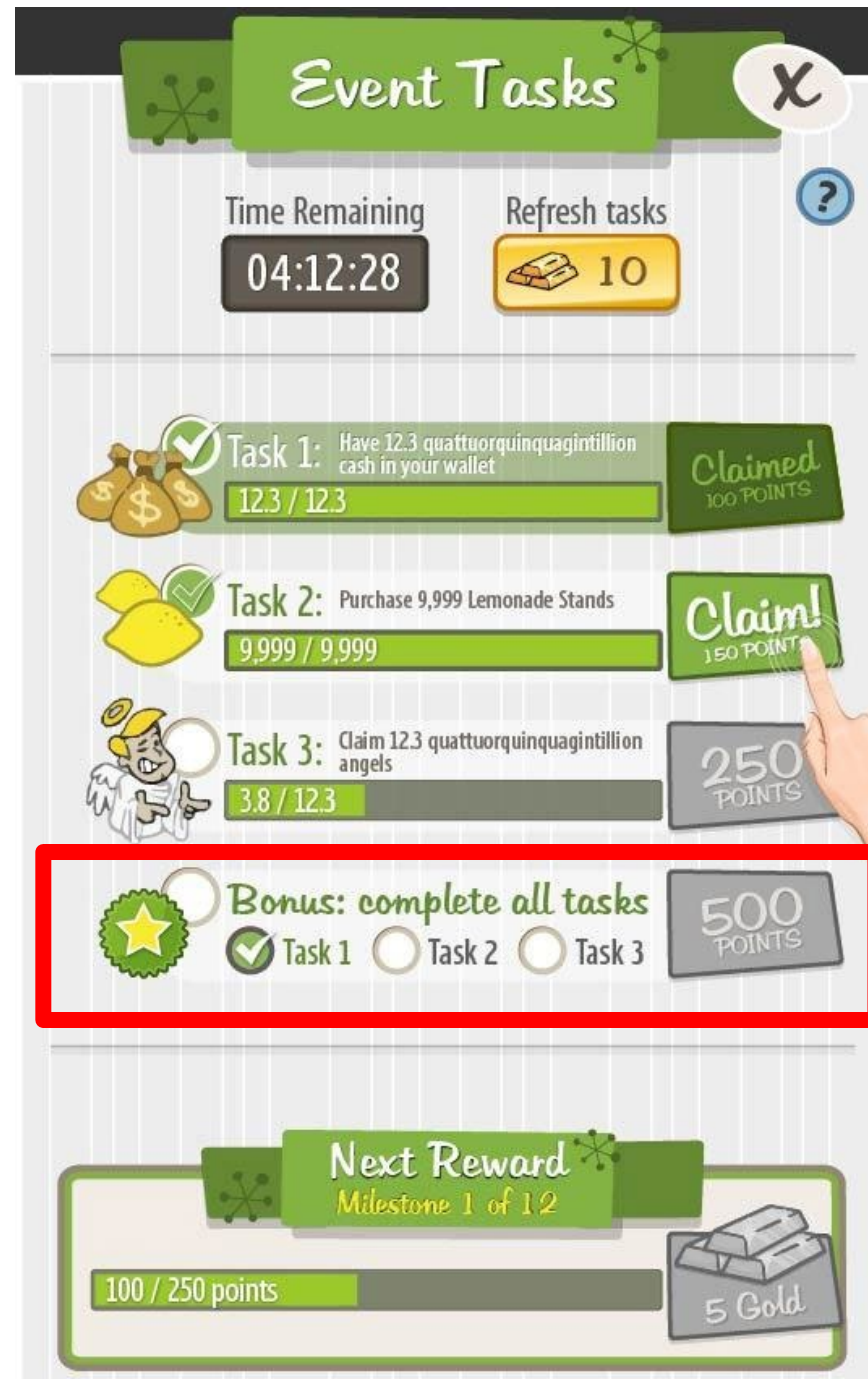 Event Tasks
X
?
Time Remaining
Refresh tasks
04:12:28
10
Task 1: Have 12.3 quattuorquinquagintillion
cash in your wallet
12.3 / 12.3
Claimed
100 POINTS
Task 2: Purchase 9,999 Lemonade Stands
9,999 / 9,999
Claim!
150 POINTS
Task 3: Claim 12.3 quattuorquinquagintillion
angels
3.8 / 12.3
250
POINTS
Bonus: complete all tasks
Task 1 Task 2 Task 3
500
POINTS
Next Reward
Milestone 1 of 12
100 / 250 points
5 Gold